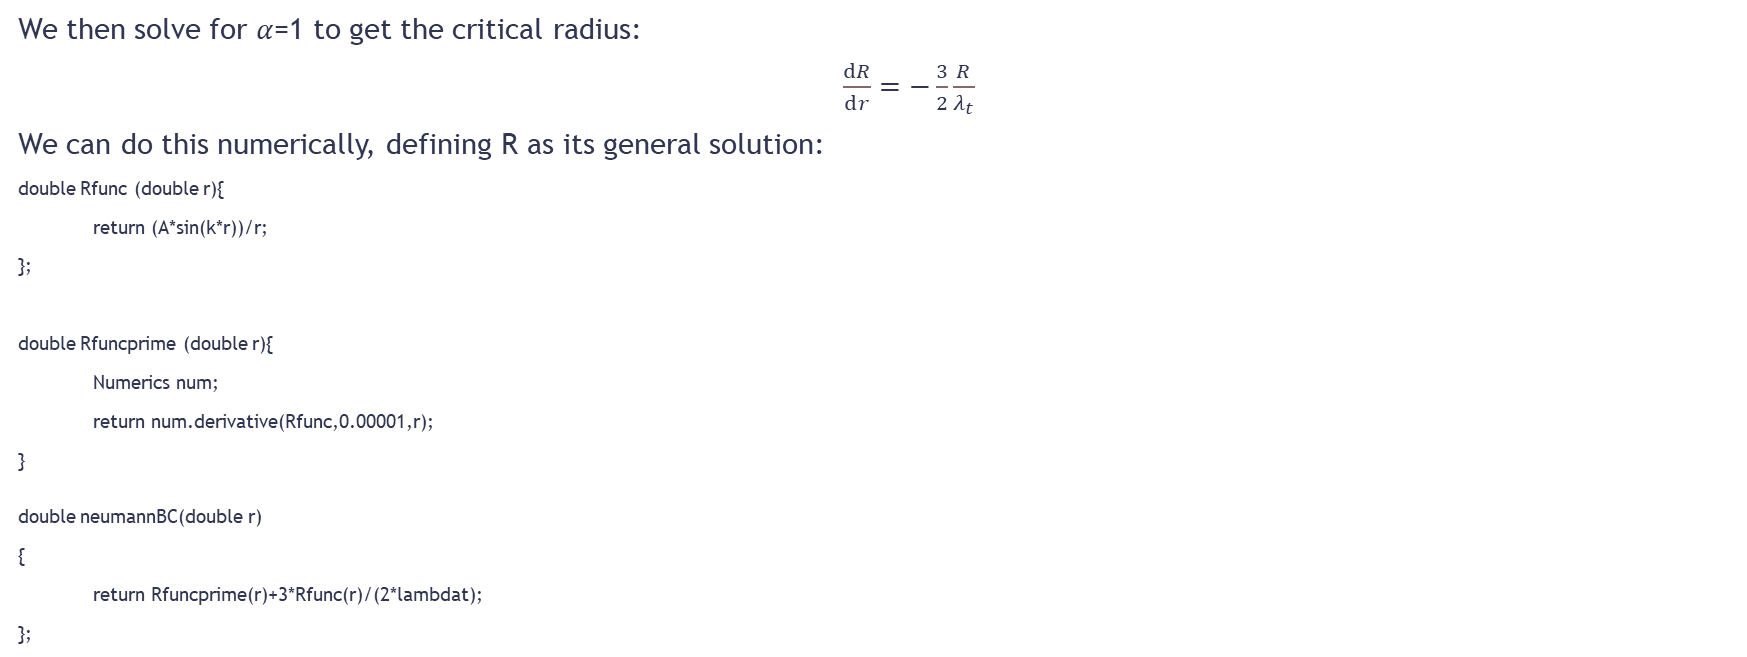 We then solve for 𝛼=1 to get the critical radius:
d𝑅/d𝑟 = −3/2 𝑅/𝜆𝑡
We can do this numerically, defining R as its general solution:
double Rfunc (double r){
return (A*sin(k*r))/r;
};
double Rfuncprime (double r){
Numerics num;
return num.derivative(Rfunc,0.00001,r);
}
double neumannBC(double r)
{
return Rfuncprime(r)+3*Rfunc(r)/(2*lambdat);
};